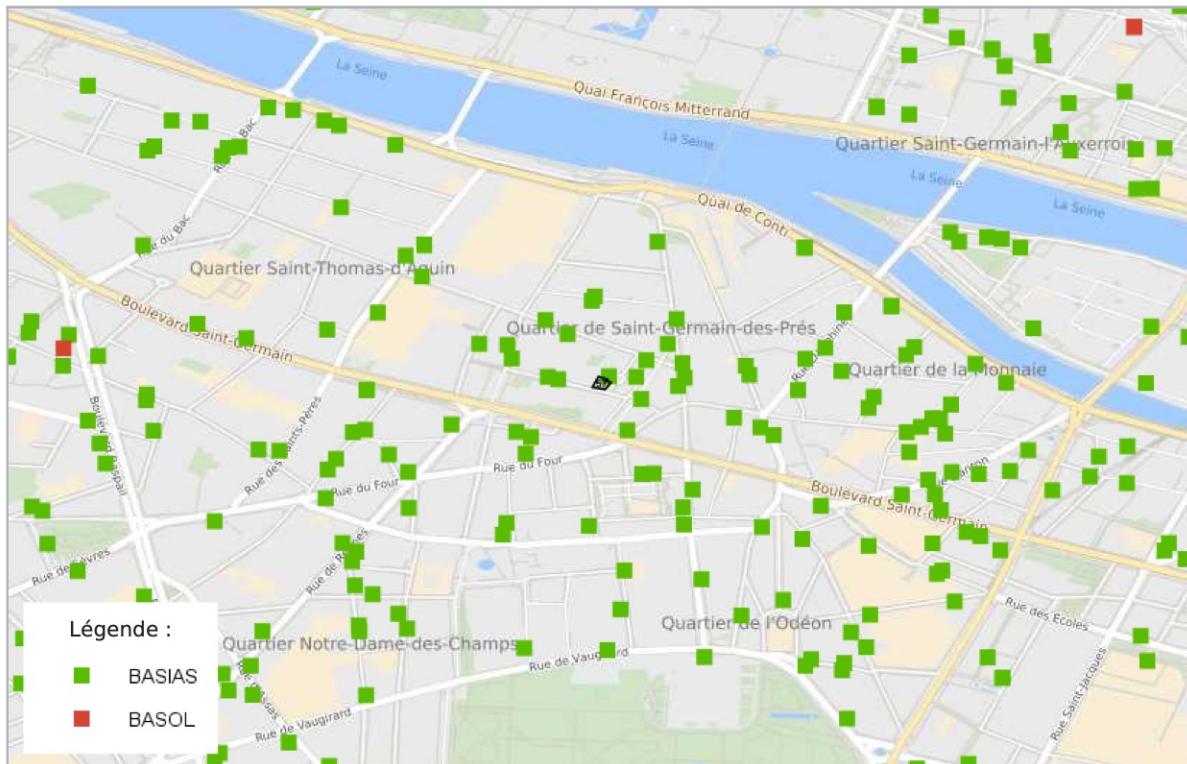 La Seine
Quai François Mitterrand
La Seine
Quartier Saint-Germain-l'Auxerrois
La Seine
La Seine
Quai de Conti
Rue du Bac
Quartier Saint-Thomas-d'Aquin
Boulevard Saint-Germain
Quartier de Saint-Germain-des-Prés
Quartier de la Monnaie
Boulevard Raspail
Rue des Saints-Pères
Rue du Four
Rue du Four
Boulevard Saint-Germain
Rue de Rennes
Rue des Écoles
Rue Saint-Jacques
Légende :
BASIAS
BASOL
Quartier Notre-Dame-des-Champs
Quartier de l'Odéon
Rue de Vaugirard
Rue de Vaugirard